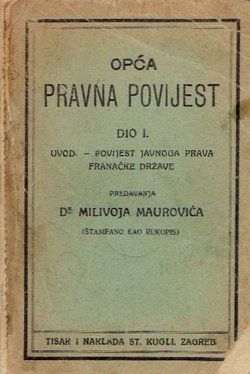 OPĆA
PRAVNA POVIJEST
DIO I.
UVOD. – POVIJEST JAVNOGA PRAVA
FRANAČKE DRŽAVE
PREDAVANJA
DR MILIVOJA MAUROVIĆA
(ŠTAMPANO KAO RUKOPIS)
TISAK I NAKLADA ST. KUGLI. ZAGREB